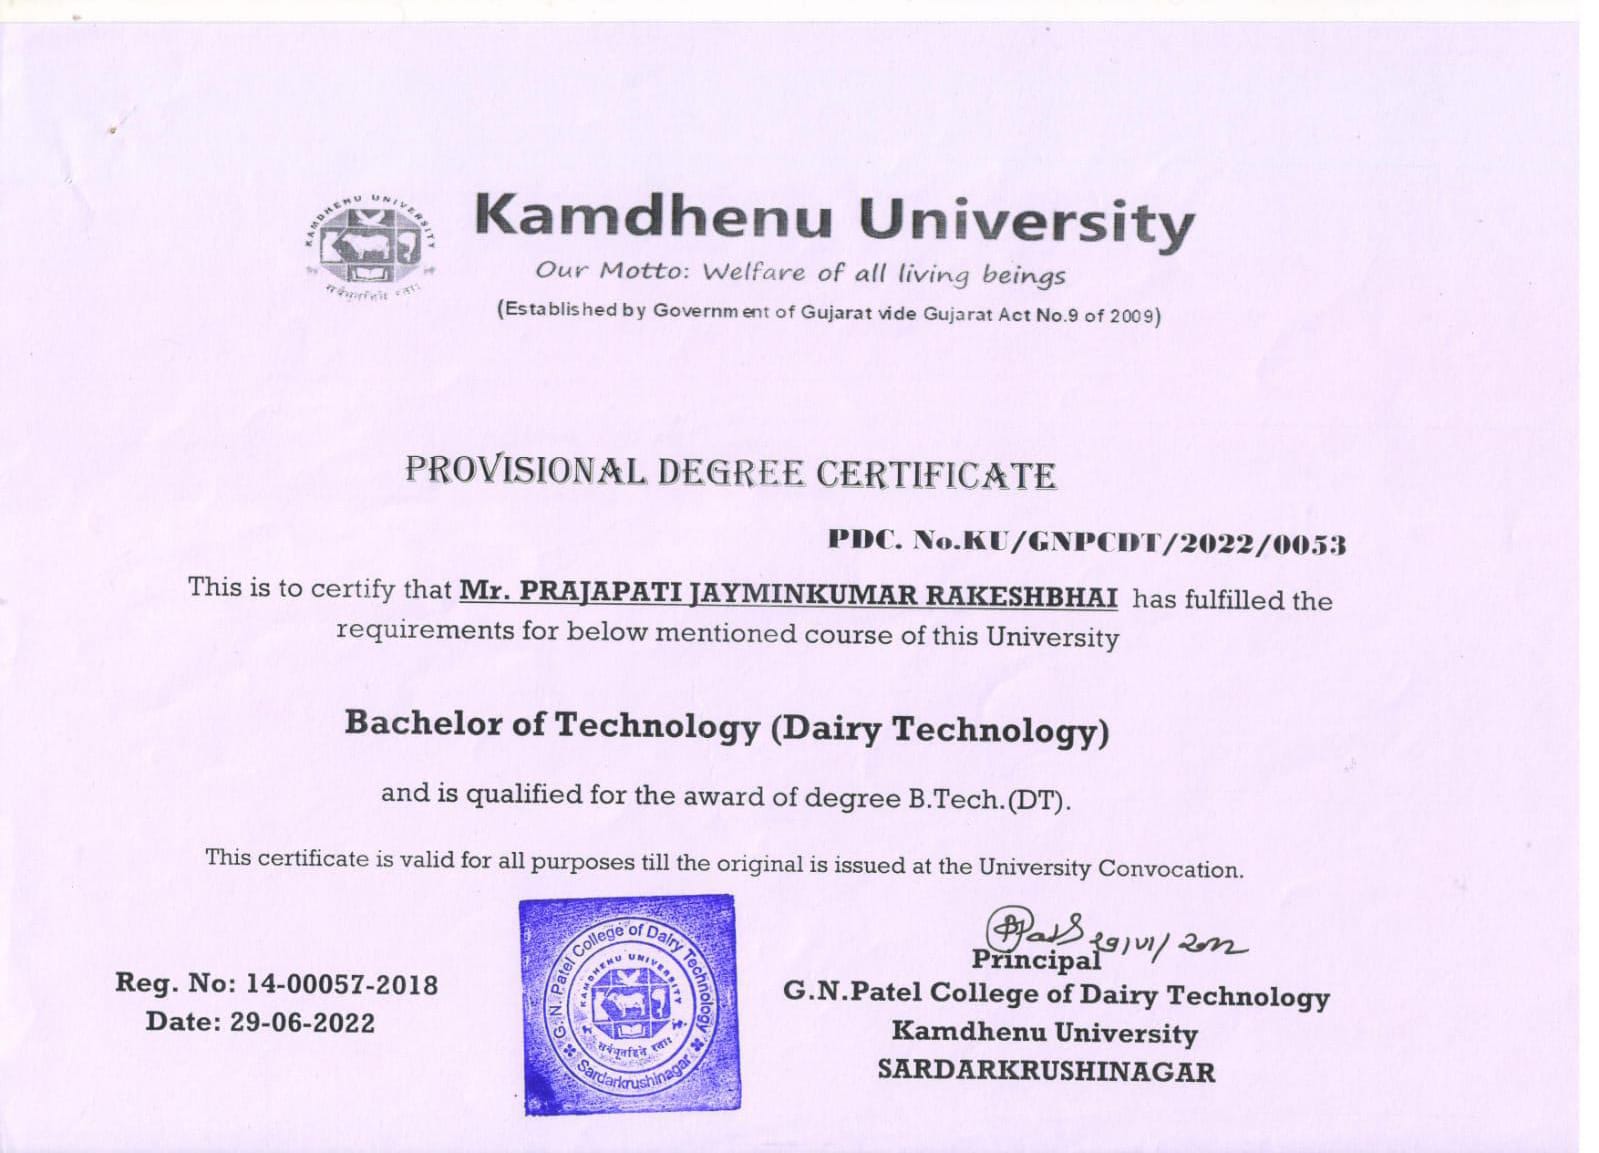 KAMDHENU UNIVERSITY
सर्वभूतहिते रताः
Kamdhenu University
Our Motto: Welfare of all living beings
(Established by Government of Gujarat vide Gujarat Act No.9 of 2009)
PROVISIONAL DEGREE CERTIFICATE
PDC. No.KU/GNPCDT/2022/0053
This is to certify that Mr. PRAJAPATI JAYMINKUMAR RAKESHBHAI has fulfilled the
requirements for below mentioned course of this University
Bachelor of Technology (Dairy Technology)
and is qualified for the award of degree B.Tech.(DT).
This certificate is valid for all purposes till the original is issued at the University Convocation.
Reg. No: 14-00057-2018
Date: 29-06-2022
G. N. Patel College of Dairy Technology
KAMDHENU UNIVERSITY
सर्वभूतहिते रताः
Sardarkrushinagar
29/VI/2022
Principal
G.N.Patel College of Dairy Technology
Kamdhenu University
SARDARKRUSHINAGAR